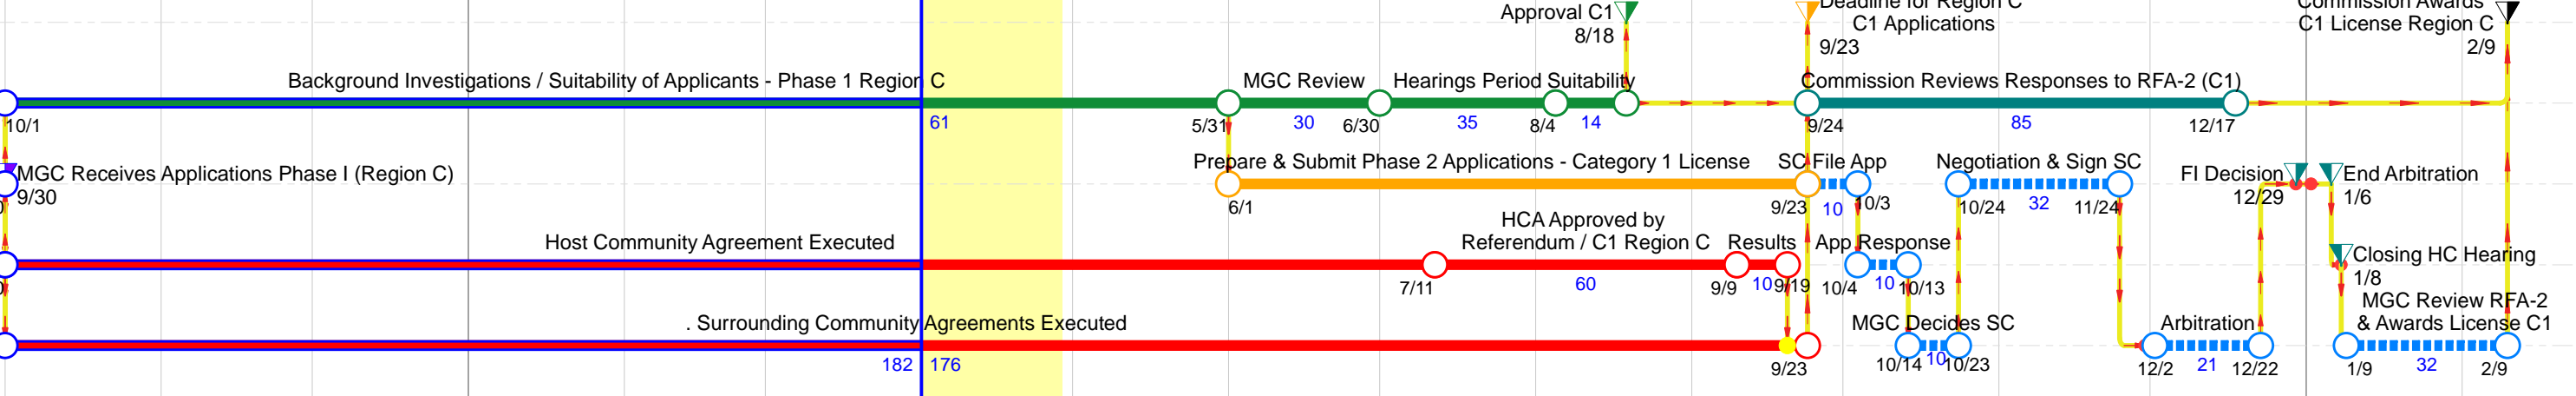 Approval C1
8/18
Deadline for Region C
C1 Applications
9/23
Commission Awards
C1 License Region C
2/9
Background Investigations / Suitability of Applicants - Phase 1 Region C
MGC Review
Hearings Period Suitability
Commission Reviews Responses to RFA-2 (C1)
10/1
61
5/31
30
6/30
35
8/4
14
9/24
85
12/17
MGC Receives Applications Phase I (Region C)
9/30
Prepare & Submit Phase 2 Applications - Category 1 License
SC File App
Negotiation & Sign SC
FI Decision
12/29
End Arbitration
1/6
6/1
9/23
10
10/3
10/24
32
11/24
Host Community Agreement Executed
HCA Approved by
Referendum / C1 Region C
Results
App Response
Closing HC Hearing
1/8
7/11
60
9/9
10
9/19
10/4
10
10/13
. Surrounding Community Agreements Executed
MGC Decides SC
Arbitration
MGC Review RFA-2
& Awards License C1
182
176
9/23
10/14
10
10/23
12/2
21
12/22
1/9
32
2/9